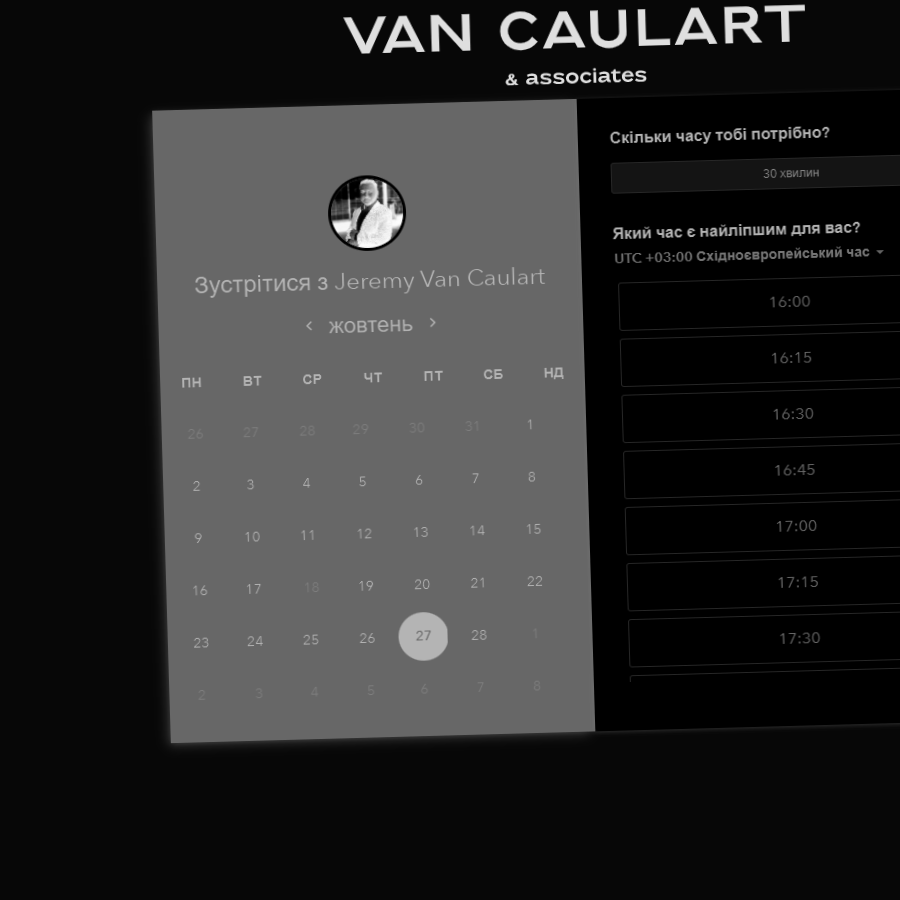 VAN CAULART
& associates
Зустрітися з Jeremy Van Caulart
жовтень
ПН ВТ СР ЧТ ПТ СБ НД
26 27 28 29 30 31 1
2 3 4 5 6 7 8
9 10 11 12 13 14 15
16 17 18 19 20 21 22
23 24 25 26 27 28 1
2 3 4 5 6 7 8
Скільки часу тобі потрібно?
30 хвилин
Який час є найліпшим для вас?
UTC +03:00 Східноєвропейський час
16:00
16:15
16:30
16:45
17:00
17:15
17:30